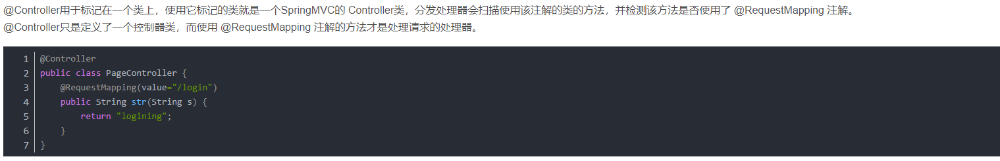 @Controller用于标记在一个类上，使用它标记的类就是一个SpringMVC的 Controller类，分发处理器会扫描使用该注解的类的方法，并检测该方法是否使用了 @RequestMapping 注解。
@Controller只是定义了一个控制器类，而使用 @RequestMapping 注解的方法才是处理请求的处理器。
1 @Controller
2 public class PageController {
3     @RequestMapping(value="/login")
4     public String str(String s) {
5         return "logining";
6     }
7 }